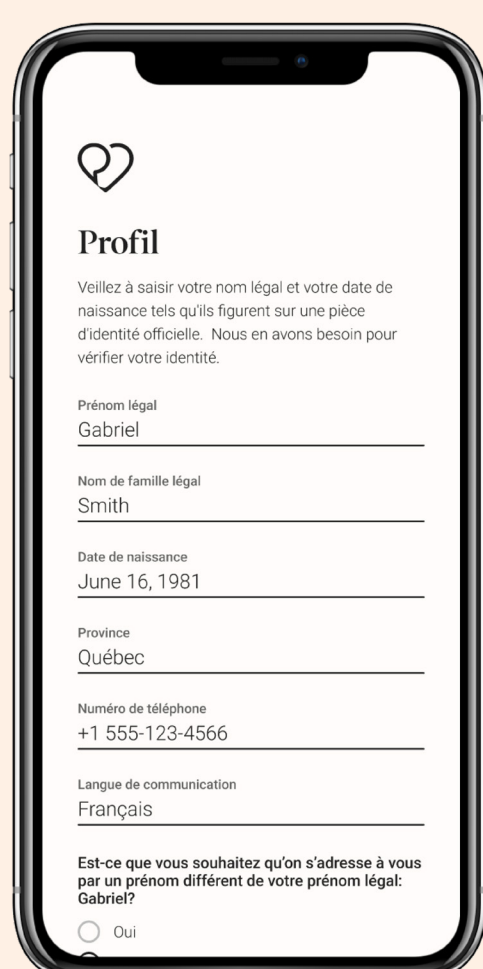 Profil
Veillez à saisir votre nom légal et votre date de
naissance tels qu'ils figurent sur une pièce
d'identité officielle.  Nous en avons besoin pour
vérifier votre identité.
Prénom légal
Gabriel
Nom de famille légal
Smith
Date de naissance
June 16, 1981
Province
Québec
Numéro de téléphone
+1 555-123-4566
Langue de communication
Français
Est-ce que vous souhaitez qu’on s’adresse à vous
par un prénom différent de votre prénom légal:
Gabriel?
Oui